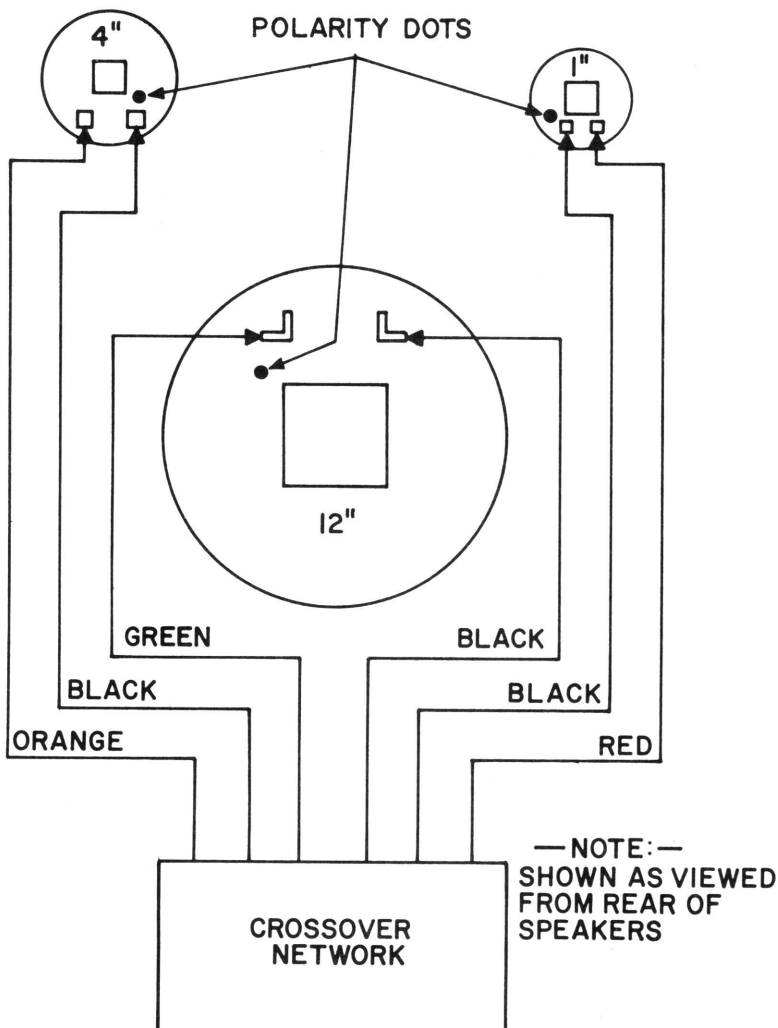 POLARITY DOTS
4"
1"
12"
GREEN
BLACK
BLACK
BLACK
ORANGE
RED
—NOTE:—
SHOWN AS VIEWED
FROM REAR OF
SPEAKERS
CROSSOVER
NETWORK